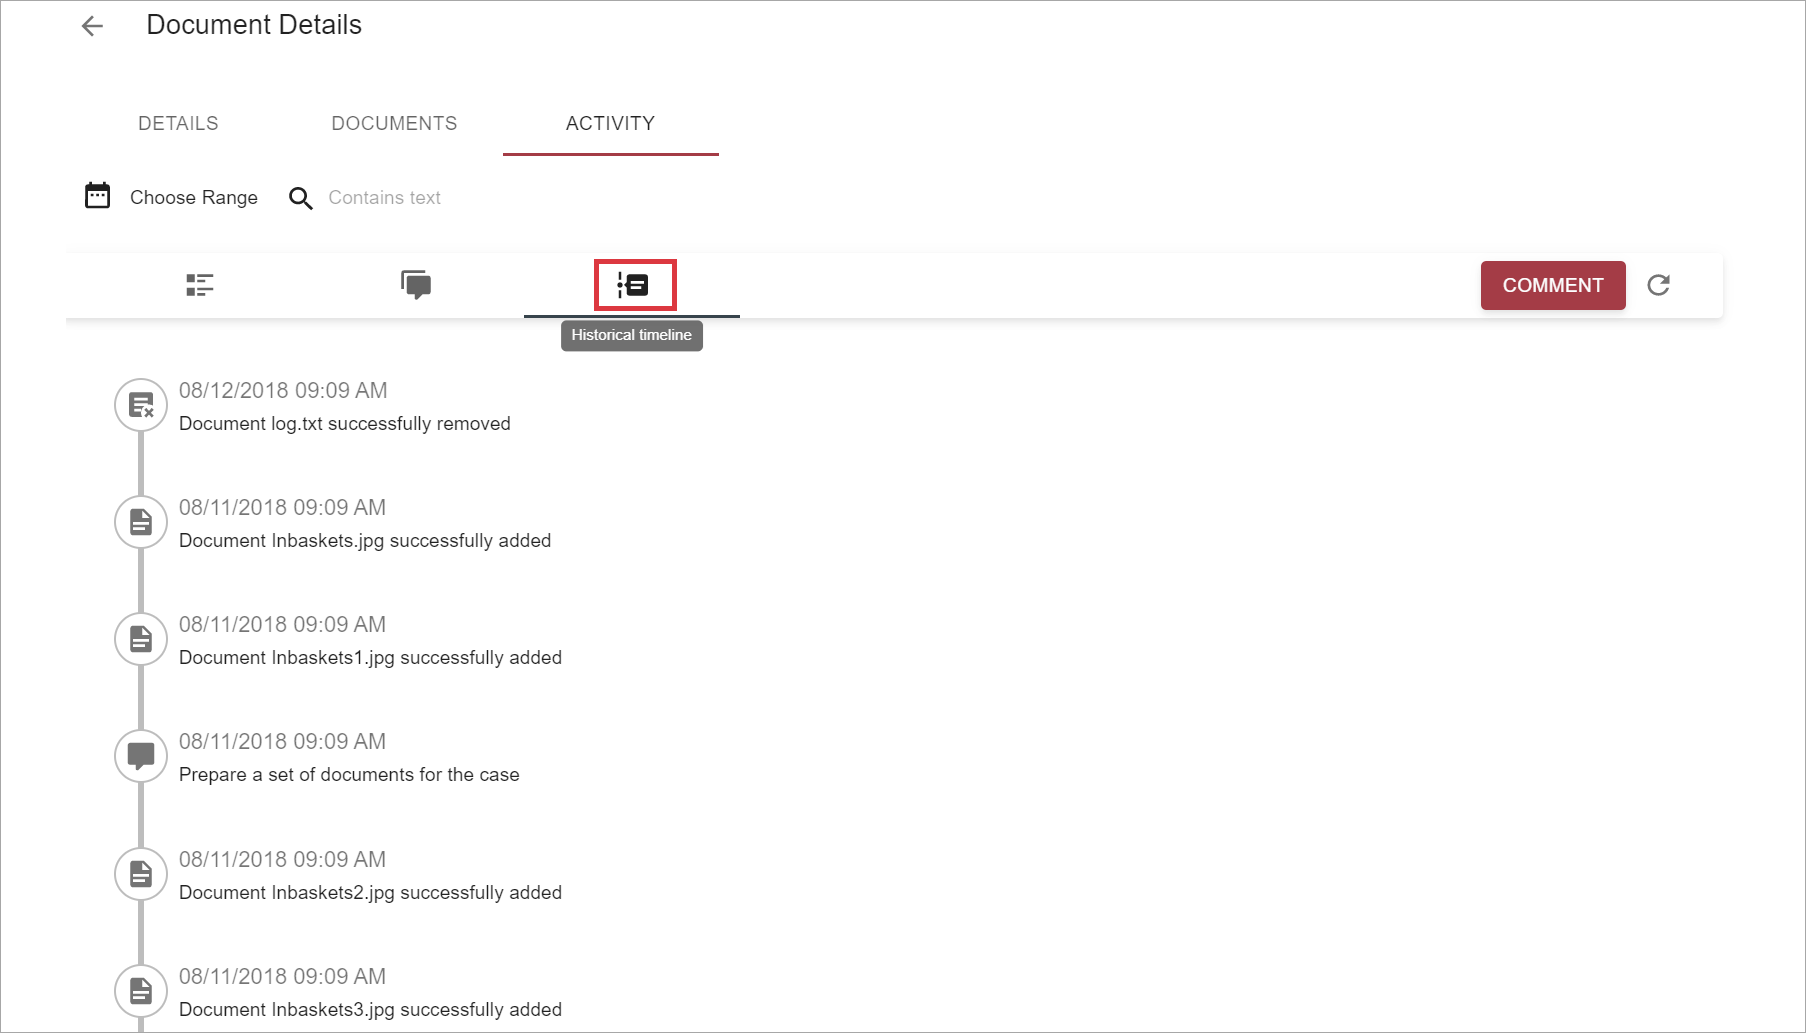 Document Details
DETAILS DOCUMENTS ACTIVITY
Choose Range Contains text
COMMENT
Historical timeline
08/12/2018 09:09 AM
Document log.txt successfully removed
08/11/2018 09:09 AM
Document Inbaskets.jpg successfully added
08/11/2018 09:09 AM
Document Inbaskets1.jpg successfully added
08/11/2018 09:09 AM
Prepare a set of documents for the case
08/11/2018 09:09 AM
Document Inbaskets2.jpg successfully added
08/11/2018 09:09 AM
Document Inbaskets3.jpg successfully added